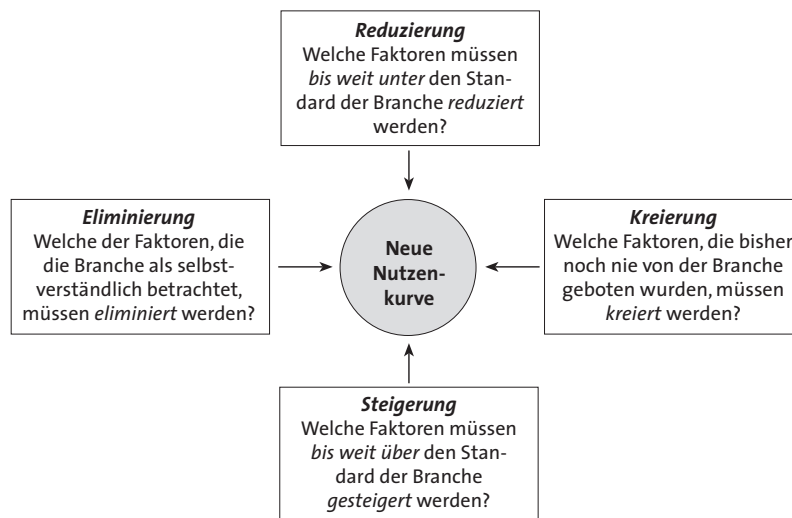 Reduzierung
Welche Faktoren müssen
bis weit unter den Stan-
dard der Branche reduziert
werden?
Eliminierung
Welche der Faktoren, die
die Branche als selbst-
verständlich betrachtet,
müssen eliminiert werden?
Neue
Nutzen-
kurve
Kreierung
Welche Faktoren, die bisher
noch nie von der Branche
geboten wurden, müssen
kreiert werden?
Steigerung
Welche Faktoren müssen
bis weit über den Stan-
dard der Branche
gesteigert werden?